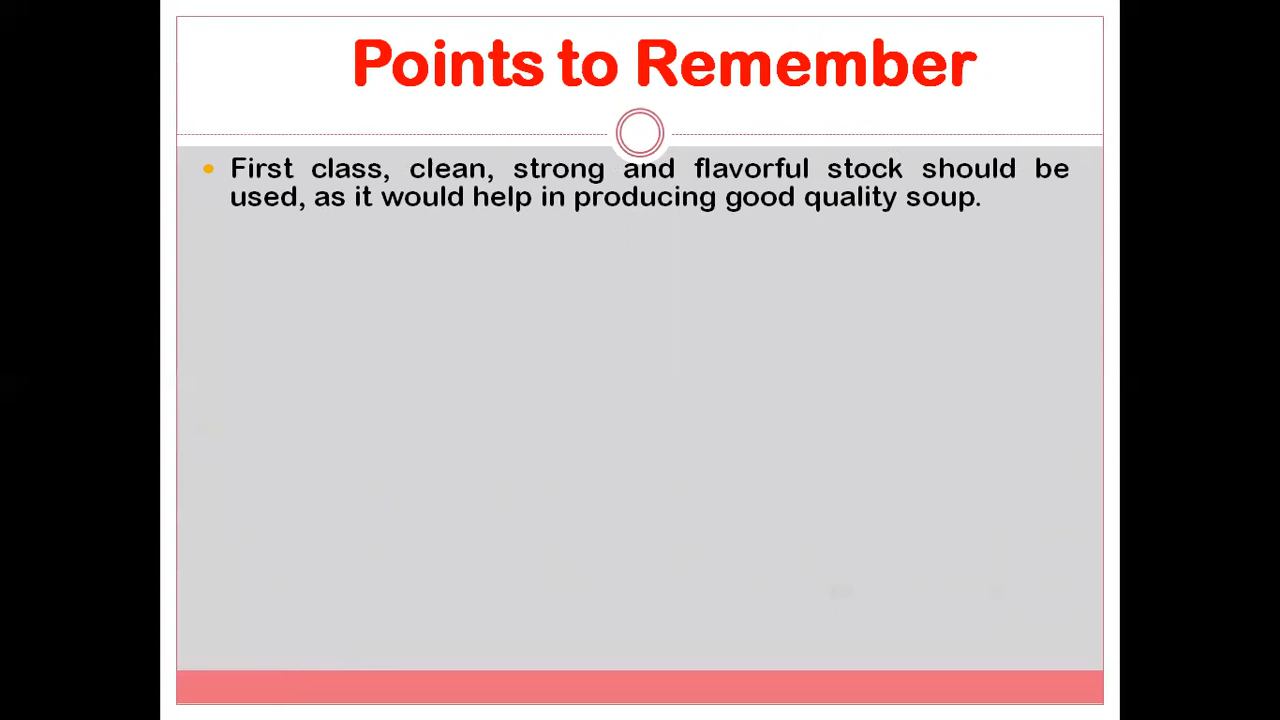 Points to Remember
First class, clean, strong and flavorful stock should be
used, as it would help in producing good quality soup.